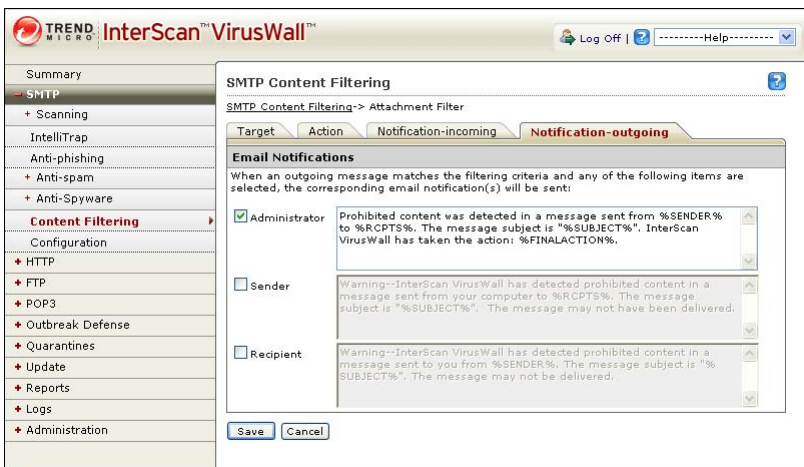 TREND MICRO InterScan™ VirusWall™
Log Off | ? ---------Help---------
Summary
− SMTP
+ Scanning
IntelliTrap
Anti-phishing
+ Anti-spam
+ Anti-Spyware
Content Filtering
Configuration
+ HTTP
+ FTP
+ POP3
+ Outbreak Defense
+ Quarantines
+ Update
+ Reports
+ Logs
+ Administration
SMTP Content Filtering
?
SMTP Content Filtering-> Attachment Filter
Target Action Notification-incoming Notification-outgoing
Email Notifications
When an outgoing message matches the filtering criteria and any of the following items are
selected, the corresponding email notification(s) will be sent:
Administrator
Prohibited content was detected in a message sent from %SENDER%
to %RCPTS%. The message subject is "%SUBJECT%". InterScan
VirusWall has taken the action: %FINALACTION%.
Sender
Warning--InterScan VirusWall has detected prohibited content in a
message sent from your computer to %RCPTS%. The message
subject is "%SUBJECT%".  The message may not have been delivered.
Recipient
Warning--InterScan VirusWall has detected prohibited content in a
message sent to you from %SENDER%. The message subject is "%
SUBJECT%". The message may not be delivered.
Save Cancel